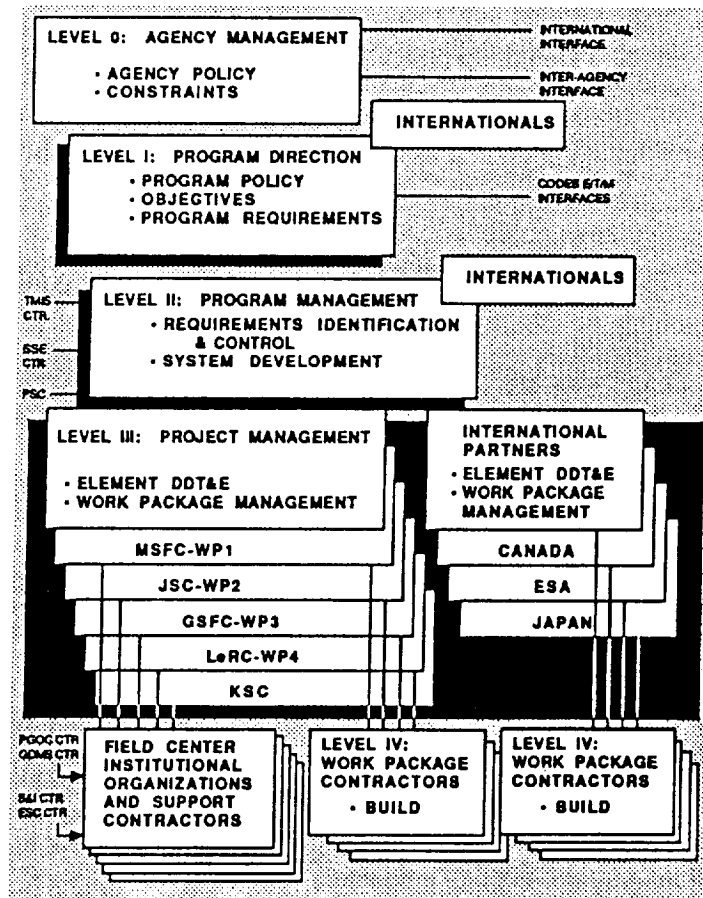 LEVEL 0: AGENCY MANAGEMENT
• AGENCY POLICY
• CONSTRAINTS
INTERNATIONAL
INTERFACE
INTER-AGENCY
INTERFACE
INTERNATIONALS
LEVEL I: PROGRAM DIRECTION
• PROGRAM POLICY
• OBJECTIVES
• PROGRAM REQUIREMENTS
CODES E/T/M
INTERFACES
INTERNATIONALS
LEVEL II: PROGRAM MANAGEMENT
• REQUIREMENTS IDENTIFICATION
& CONTROL
• SYSTEM DEVELOPMENT
TMIS
CTR.
SSE
CTR
PSC
LEVEL III: PROJECT MANAGEMENT
• ELEMENT DDT&E
• WORK PACKAGE MANAGEMENT
MSFC-WP1
JSC-WP2
GSFC-WP3
LeRC-WP4
KSC
INTERNATIONAL
PARTNERS
• ELEMENT DDT&E
• WORK PACKAGE
MANAGEMENT
CANADA
ESA
JAPAN
PGOC CTR
CTR
CTR
ESC CTR
FIELD CENTER
INSTITUTIONAL
ORGANIZATIONS
AND SUPPORT
CONTRACTORS
LEVEL IV:
WORK PACKAGE
CONTRACTORS
• BUILD
LEVEL IV:
WORK PACKAGE
CONTRACTORS
• BUILD